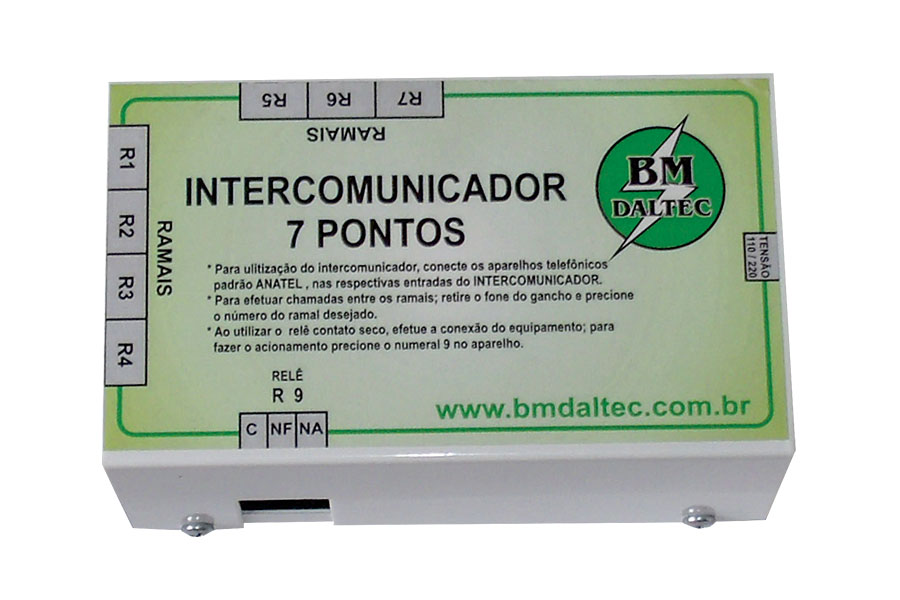 R5 R6 R7
RAMAIS
R1
R2
R3
R4
RAMAIS
INTERCOMUNICADOR
7 PONTOS
BM
DALTEC
TENSÃO
110 / 220
* Para ulitização do intercomunicador, conecte os aparelhos telefônicos
padrão ANATEL , nas respectivas entradas do INTERCOMUNICADOR.
* Para efetuar chamadas entre os ramais; retire o fone do gancho e precione
o número do ramal desejado.
* Ao utilizar o relê contato seco, efetue a conexão do equipamento; para
fazer o acionamento precione o numeral 9 no aparelho.
RELÊ
R 9
C NF NA
www.bmdaltec.com.br